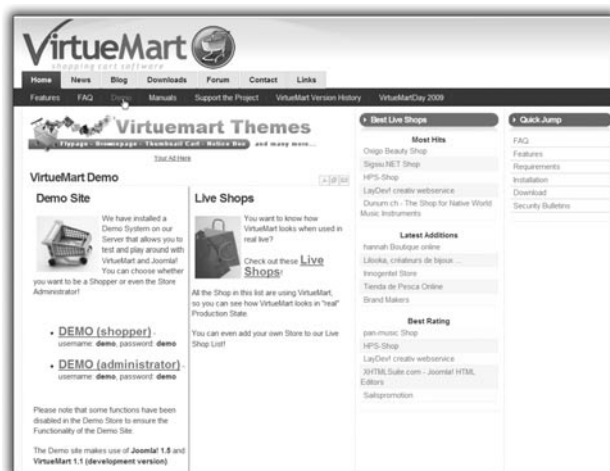 VirtueMart
shopping cart software
Home News Blog Downloads Forum Contact Links
Features FAQ Demo Manuals Support the Project VirtueMart Version History VirtueMartDay 2009
Virtuemart Themes
Flypage - Browsepage - Thumbnail Cart - Notice Box and many more...
Your Ad Here
VirtueMart Demo
Demo Site
We have installed a
Demo System on our
Server that allows you to
test and play around with
VirtueMart and Joomla!
You can choose whether
you want to be a Shopper or even the Store
Administrator!
DEMO (shopper) -
username: demo, password: demo
DEMO (administrator) -
username: demo, password: demo
Please note that some functions have been
disabled in the Demo Store to ensure the
Functionality of the Demo Site.
The Demo site makes use of Joomla! 1.5 and
VirtueMart 1.1 (development version)
Live Shops
You want to know how
VirtueMart looks when used in
real live?
Check out these Live
Shops!
All the Shop in this list are using VirtueMart,
so you can see how VirtueMart looks in "real"
Production State.
You can even add your own Store to our Live
Shop List!
Best Live Shops
Most Hits
Osigo Beauty Shop
Sigsiu.NET Shop
HPS-Shop
LayDev! creativ webservice
Dunum.ch - The Shop for Native World
Music Instruments
Latest Additions
hannah Boutique online
Lilooka, créateurs de bijoux ...
Innogentel Store
Tienda de Pesca Online
Brand Makers
Best Rating
pan-music Shop
HPS-Shop
LayDev! creativ webservice
XHTMLSuite.com - Joomla! HTML
Editors
Sailspromotion
Quick Jump
FAQ
Features
Requirements
Installation
Download
Security Bulletins